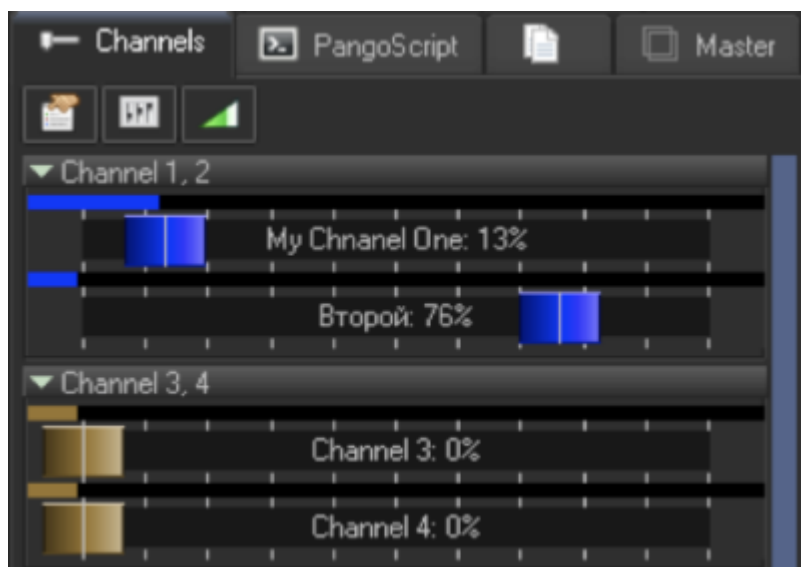 Channels PangoScript Master
Channel 1, 2
My Chnanel One: 13%
Второй: 76%
Channel 3, 4
Channel 3: 0%
Channel 4: 0%